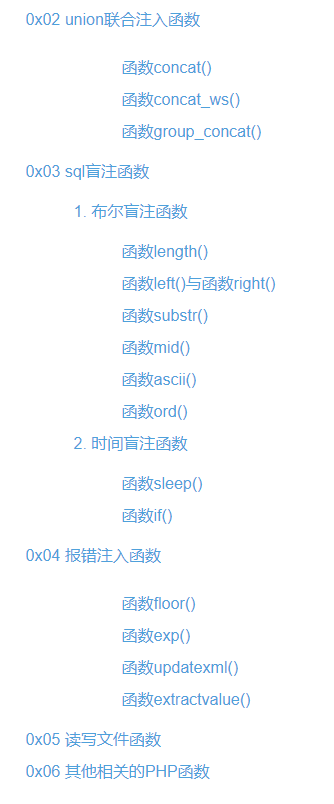 0x02 union联合注入函数
函数concat()
函数concat_ws()
函数group_concat()
0x03 sql盲注函数
1. 布尔盲注函数
函数length()
函数left()与函数right()
函数substr()
函数mid()
函数ascii()
函数ord()
2. 时间盲注函数
函数sleep()
函数if()
0x04 报错注入函数
函数floor()
函数exp()
函数updatexml()
函数extractvalue()
0x05 读写文件函数
0x06 其他相关的PHP函数